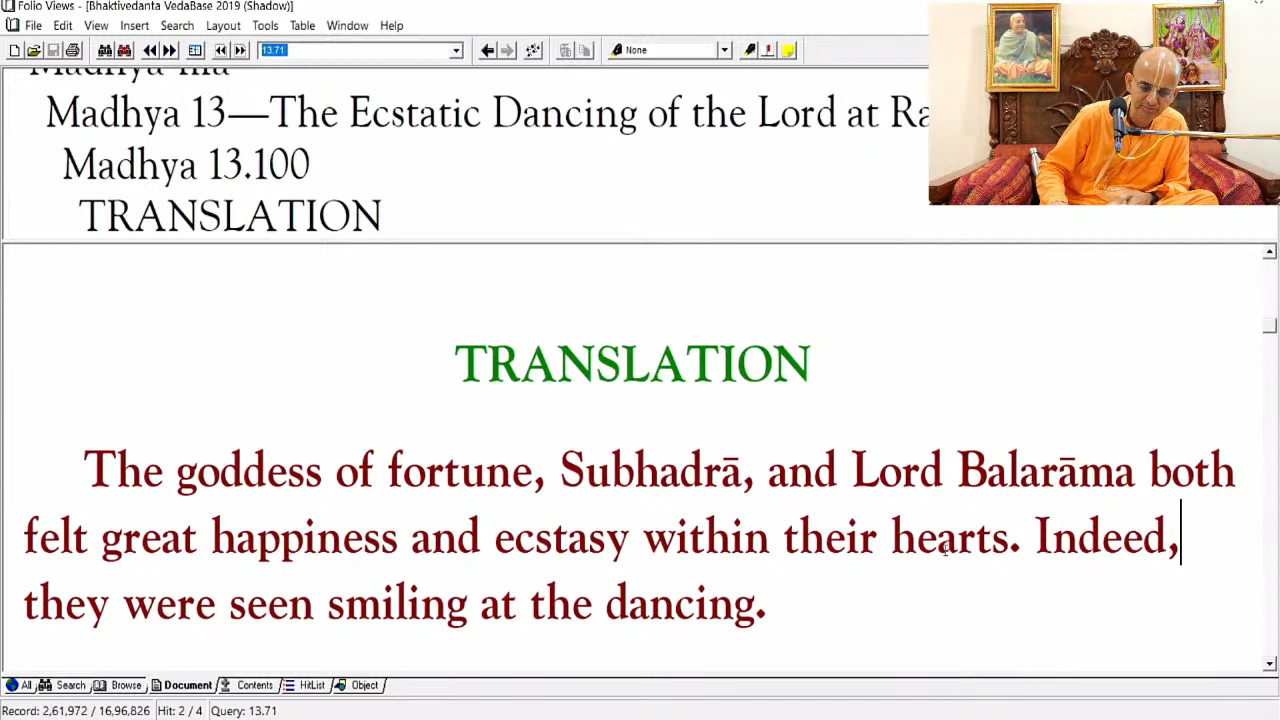 Folio Views - [Bhaktivedanta VedaBase 2019 (Shadow)]
File Edit View Insert Search Layout Tools Table Window Help
13.71 None
Madhya 13—The Ecstatic Dancing of the Lord at
Madhya 13.100
TRANSLATION
TRANSLATION
The goddess of fortune, Subhadrā, and Lord Balarāma both
felt great happiness and ecstasy within their hearts. Indeed,
they were seen smiling at the dancing.
All Search Browse Document Contents HitList Object
Record: 2,61,972 / 16,96,826 Hit: 2 / 4 Query: 13.71